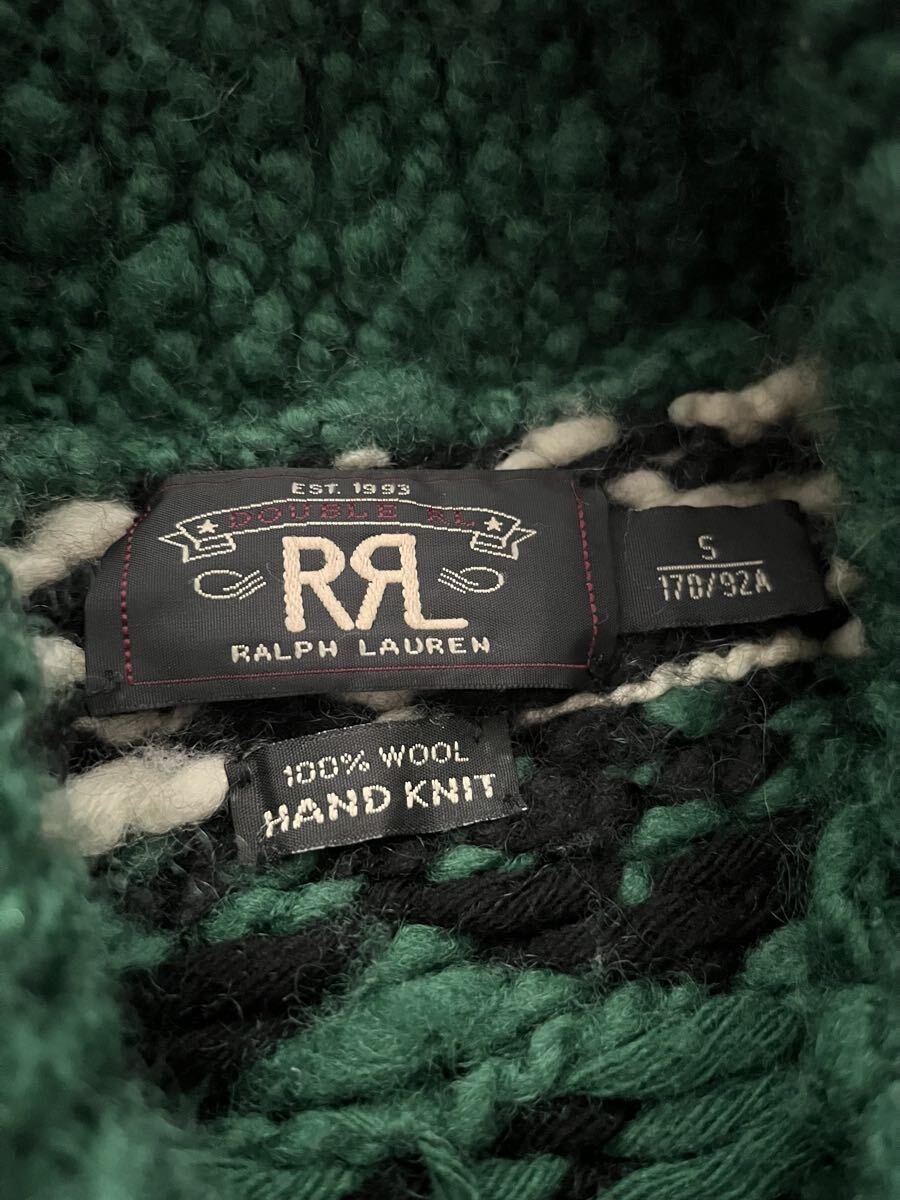 EST. 1993
DOUBLE RL
RRL
RALPH LAUREN
S
170/92A
100% WOOL
HAND KNIT